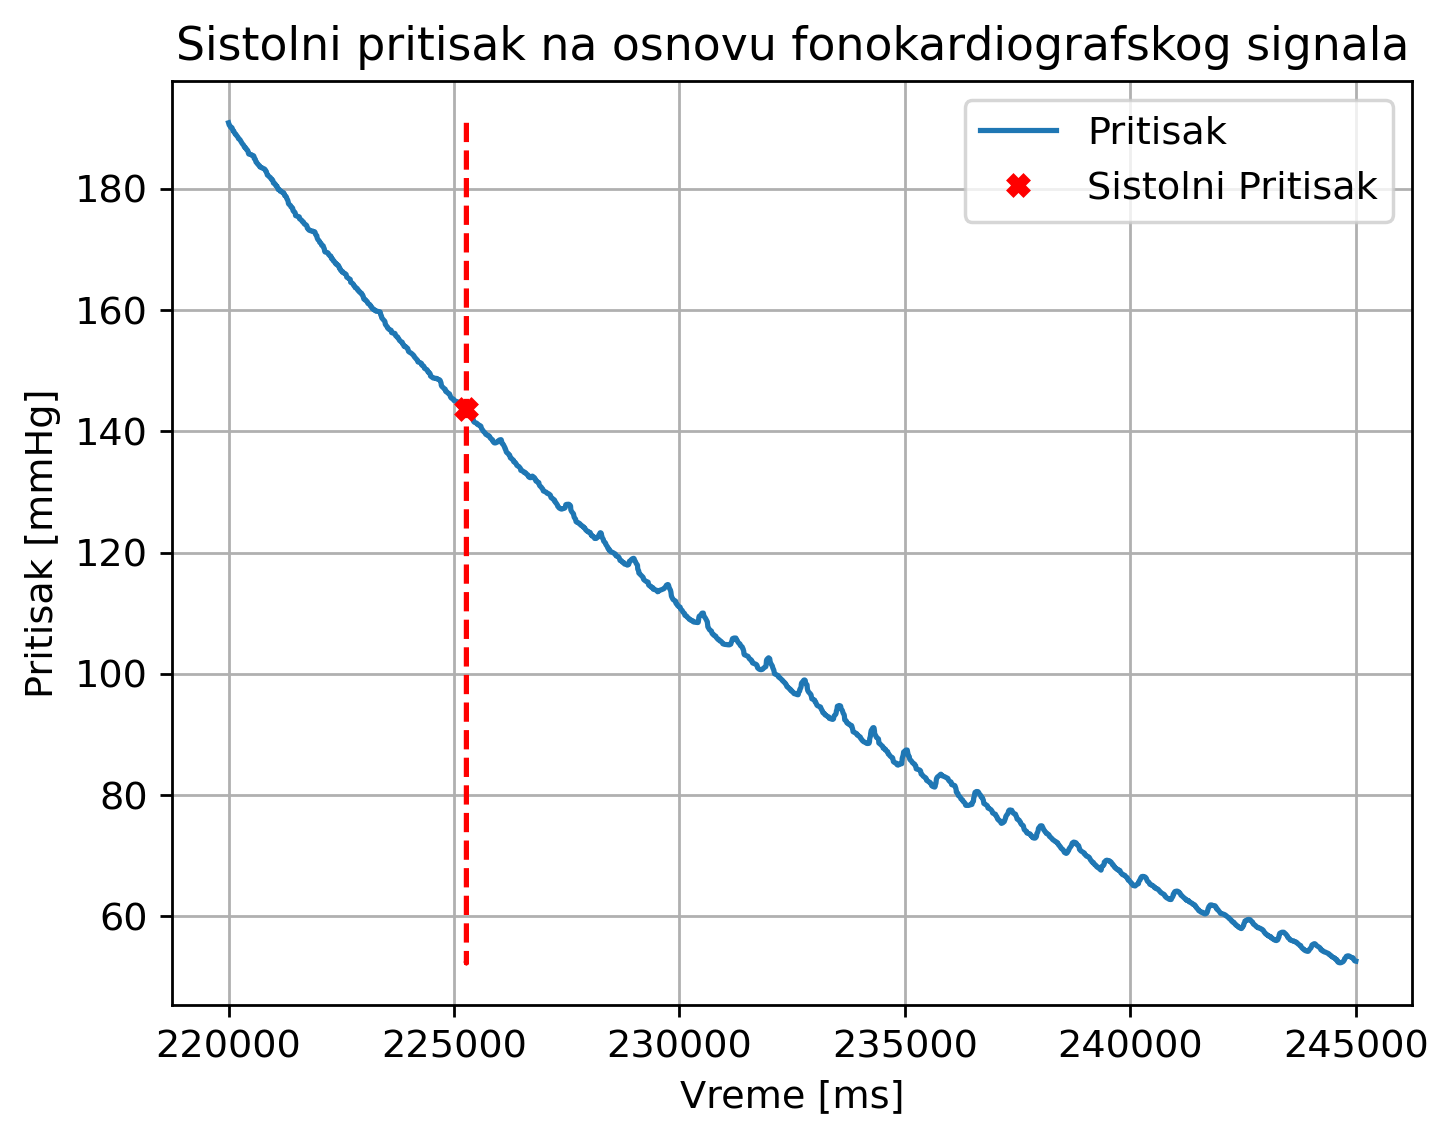 Sistolni pritisak na osnovu fonokardiografskog signala
Pritisak
Sistolni Pritisak
Pritisak [mmHg]
180
160
140
120
100
80
60
220000 225000 230000 235000 240000 245000
Vreme [ms]